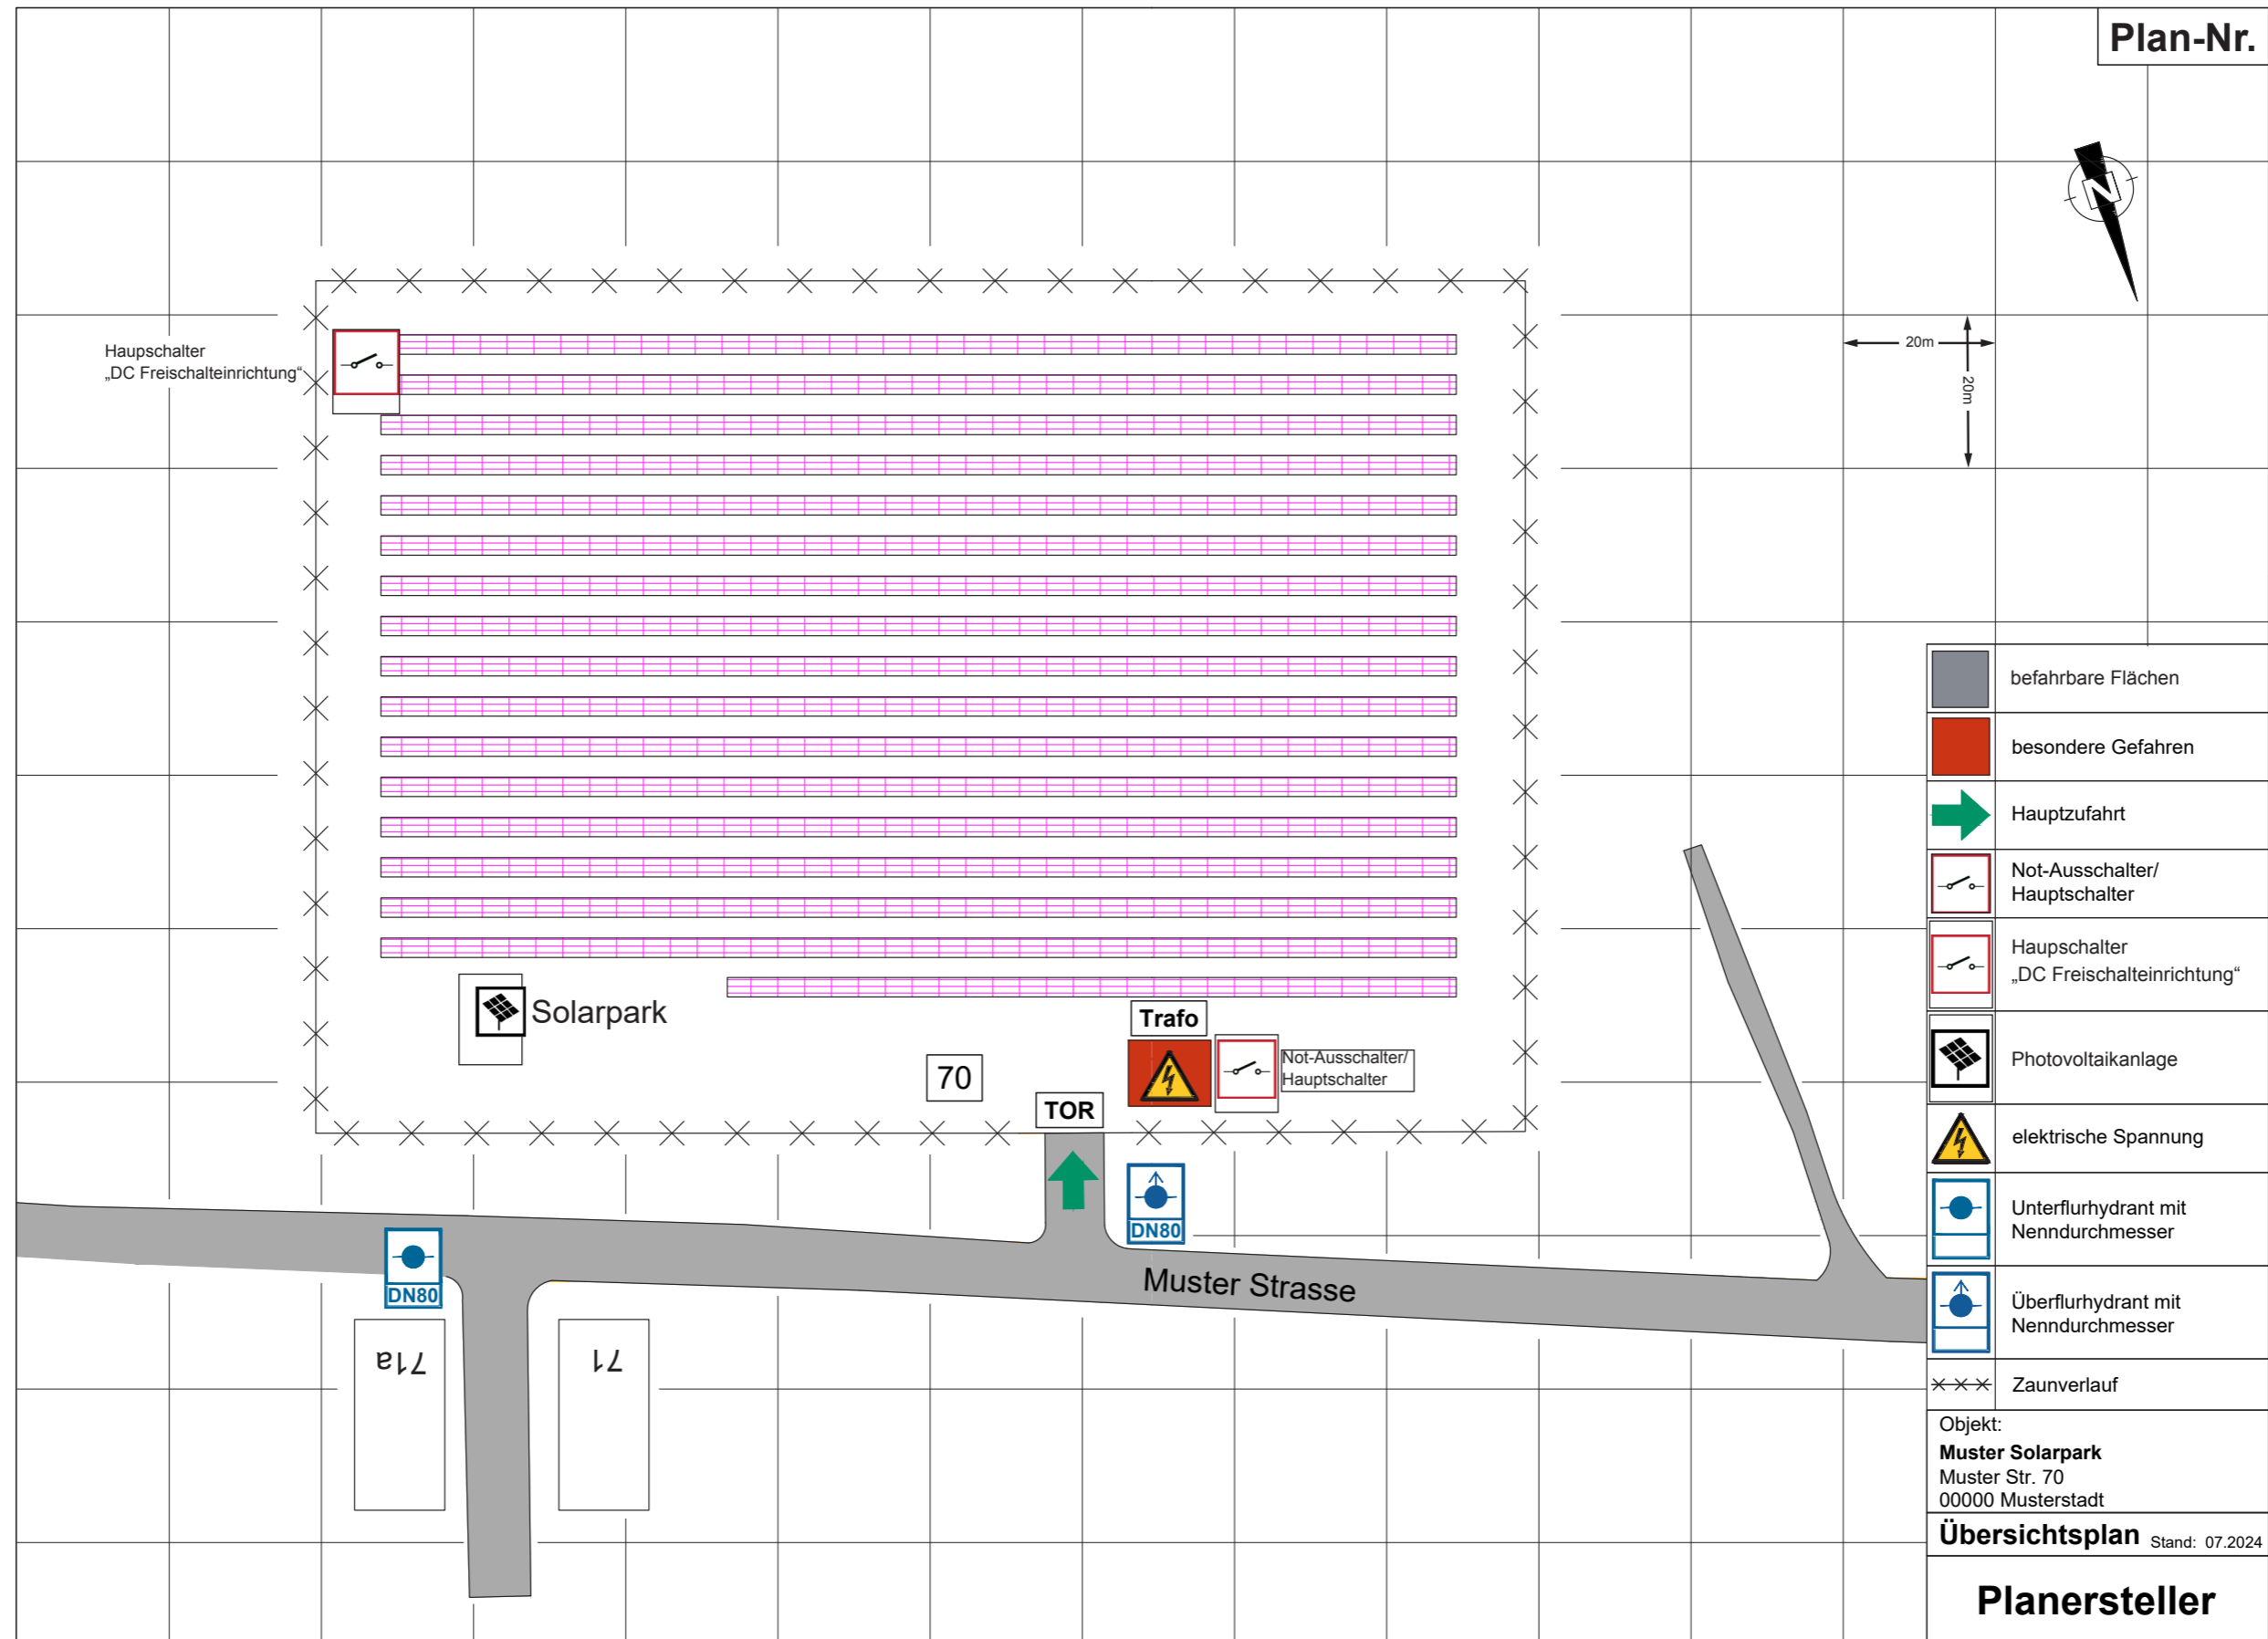 Plan-Nr.
N
Haupschalter
„DC Freischalteinrichtung“
20m
20m
Solarpark
70
Trafo
Not-Ausschalter/
Hauptschalter
TOR
DN80
DN80
Muster Strasse
71a
71
befahrbare Flächen
besondere Gefahren
Hauptzufahrt
Not-Ausschalter/
Hauptschalter
Haupschalter
„DC Freischalteinrichtung“
Photovoltaikanlage
elektrische Spannung
Unterflurhydrant mit
Nenndurchmesser
Überflurhydrant mit
Nenndurchmesser
Zaunverlauf
Objekt:
Muster Solarpark
Muster Str. 70
00000 Musterstadt
Übersichtsplan Stand: 07.2024
Planersteller